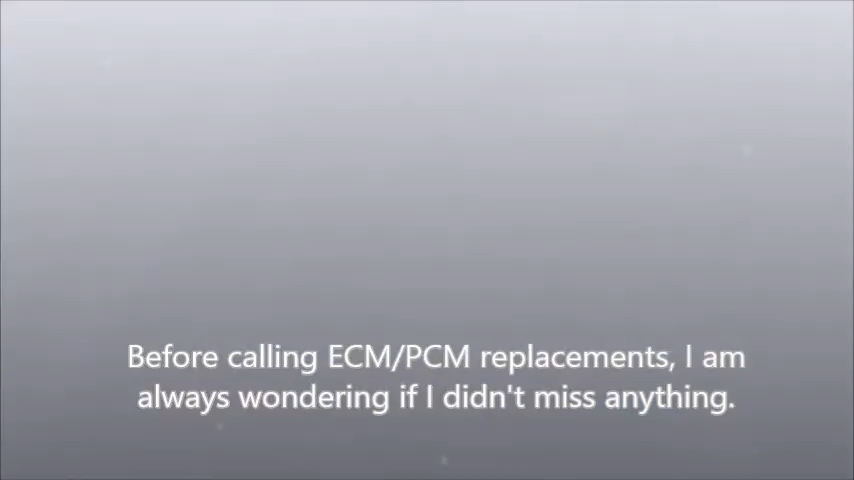 Before calling ECM/PCM replacements, I am
always wondering if I didn't miss anything.